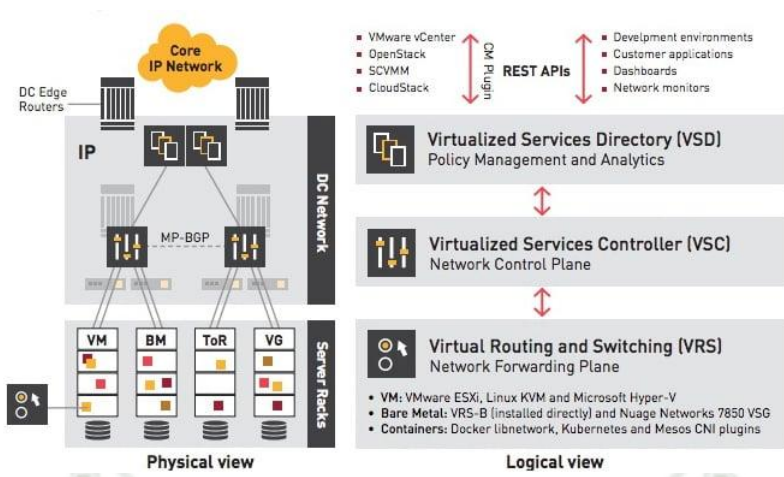 Core
IP Network
DC Edge
Routers
IP
MP-BGP
DC Network
VM BM ToR VG
Server Racks
Physical view
VMware vCenter
OpenStack
SCVMM
CloudStack
CM Plugin
REST APIs
Develpment environments
Customer applications
Dashboards
Network monitors
Virtualized Services Directory (VSD)
Policy Management and Analytics
Virtualized Services Controller (VSC)
Network Control Plane
Virtual Routing and Switching (VRS)
Network Forwarding Plane
• VM: VMware ESXi, Linux KVM and Microsoft Hyper-V
• Bare Metal: VRS-B (installed directly) and Nuage Networks 7850 VSG
• Containers: Docker libnetwork, Kubernetes and Mesos CNI plugins
Logical view